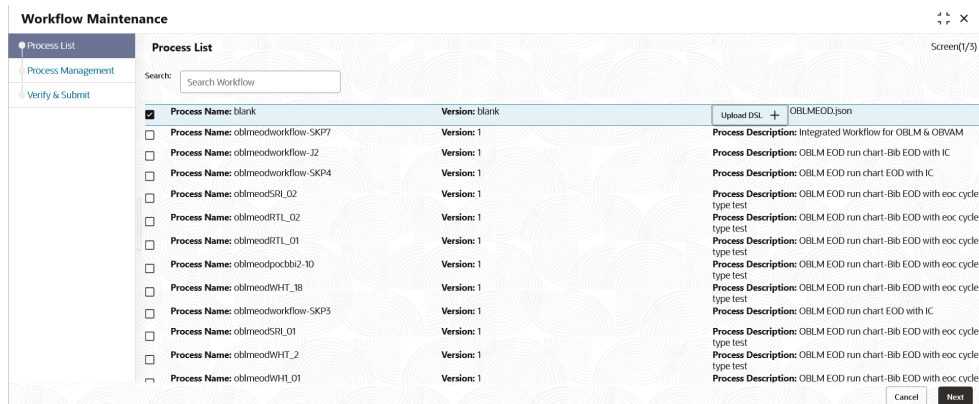 Workflow Maintenance
Process List
Process Management
Verify & Submit
Process List
Screen(1/3)
Search:
Search Workflow
Process Name: blank Version: blank Upload DSL + OBLMEOD.json
Process Name: oblmeodworkflow-SKP7 Version: 1 Process Description: Integrated Workflow for OBLM & OBVAM
Process Name: oblmeodworkflow-J2 Version: 1 Process Description: OBLM EOD run chart-Bib EOD with IC
Process Name: oblmeodworkflow-SKP4 Version: 1 Process Description: OBLM EOD run chart EOD with IC
Process Name: oblmeodSRI_02 Version: 1 Process Description: OBLM EOD run chart-Bib EOD with eoc cycle
type test
Process Name: oblmeodRTL_02 Version: 1 Process Description: OBLM EOD run chart-Bib EOD with eoc cycle
type test
Process Name: oblmeodRTL_01 Version: 1 Process Description: OBLM EOD run chart-Bib EOD with eoc cycle
type test
Process Name: oblmeodpocbbi2-10 Version: 1 Process Description: OBLM EOD run chart-Bib EOD with eoc cycle
type test
Process Name: oblmeodWHT_18 Version: 1 Process Description: OBLM EOD run chart-Bib EOD with eoc cycle
type test
Process Name: oblmeodworkflow-SKP3 Version: 1 Process Description: OBLM EOD run chart EOD with IC
Process Name: oblmeodSRI_01 Version: 1 Process Description: OBLM EOD run chart-Bib EOD with eoc cycle
type test
Process Name: oblmeodWHT_2 Version: 1 Process Description: OBLM EOD run chart-Bib EOD with eoc cycle
type test
Process Name: oblmeodWH1_01 Version: 1 Process Description: OBLM EOD run chart-Bib EOD with eoc cycle
Cancel Next